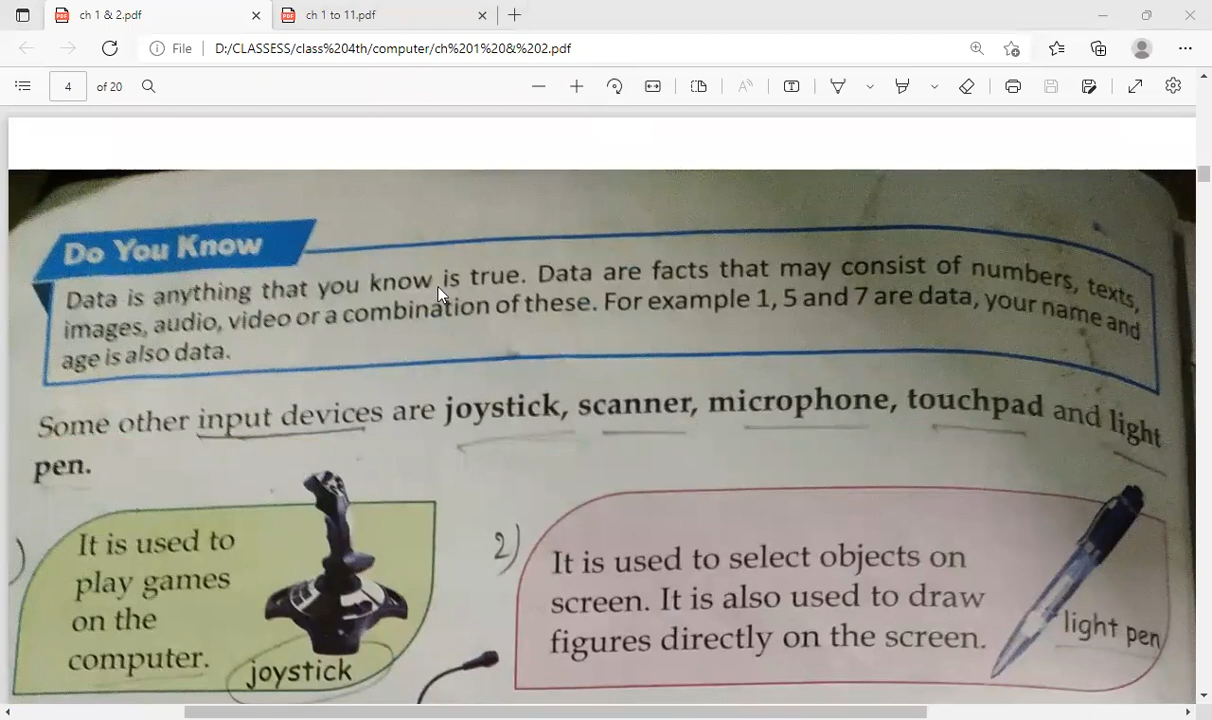 ch 1 & 2.pdf
ch 1 to 11.pdf
File
D:/CLASSESS/class%204th/computer/ch%201%20&%202.pdf
4
of 20
Do You Know
Data is anything that you know is true. Data are facts that may consist of numbers, texts,
images, audio, video or a combination of these. For example 1, 5 and 7 are data, your name and
age is also data.
Some other input devices are joystick, scanner, microphone, touchpad and light
pen.
It is used to
play games
on the
computer.
joystick
2)
It is used to select objects on
screen. It is also used to draw
figures directly on the screen.
light pen